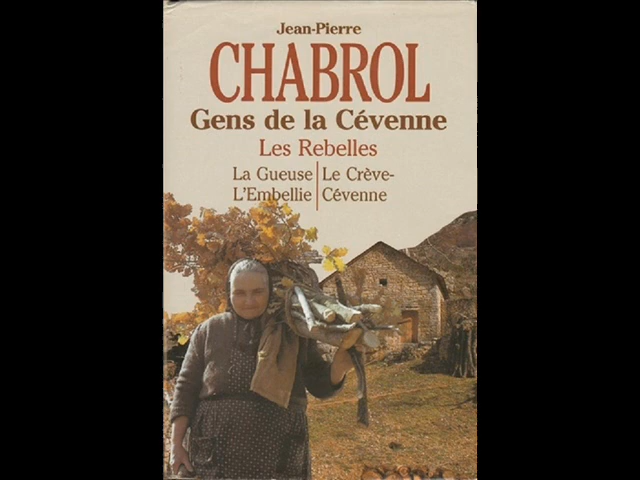 Jean-Pierre
CHABROL
Gens de la Cévenne
Les Rebelles
La Gueuse
L'Embellie
Le Crève-
Cévenne